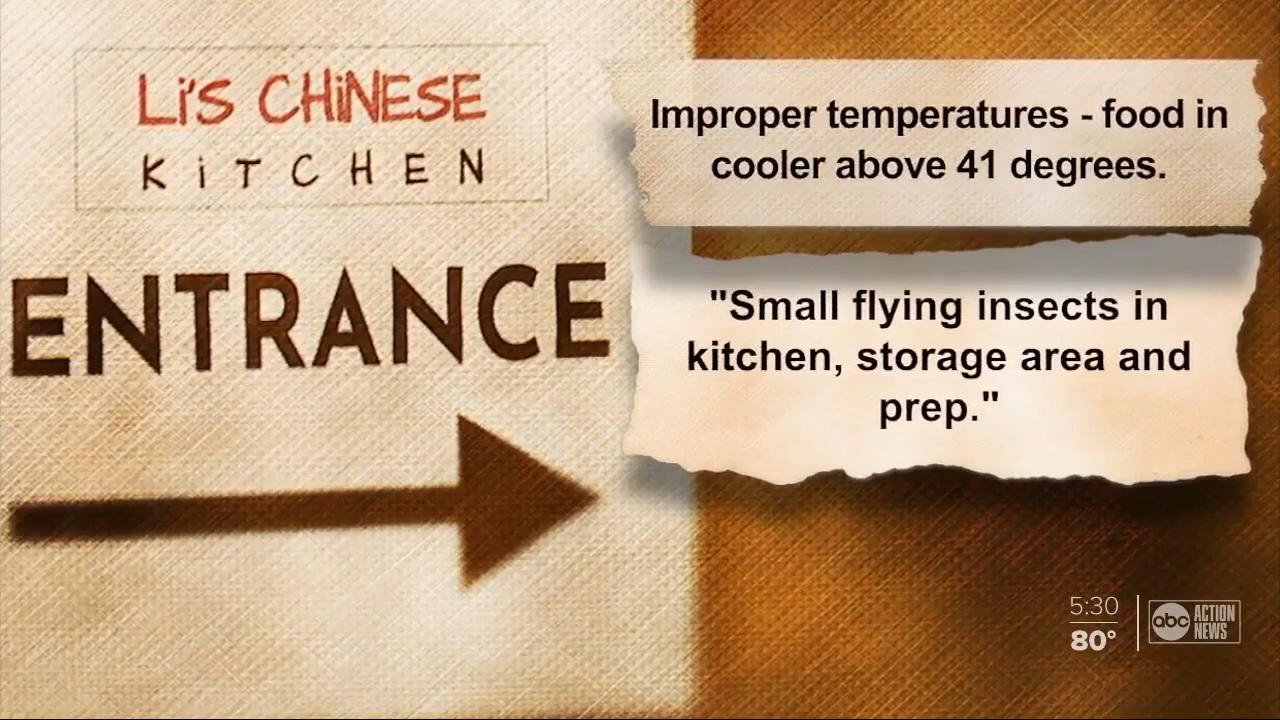 Li'S CHiNESE
KiTCHEN
ENTRANCE
Improper temperatures - food in
cooler above 41 degrees.
"Small flying insects in
kitchen, storage area and
prep."
5:30
80°
abc ACTION
NEWS